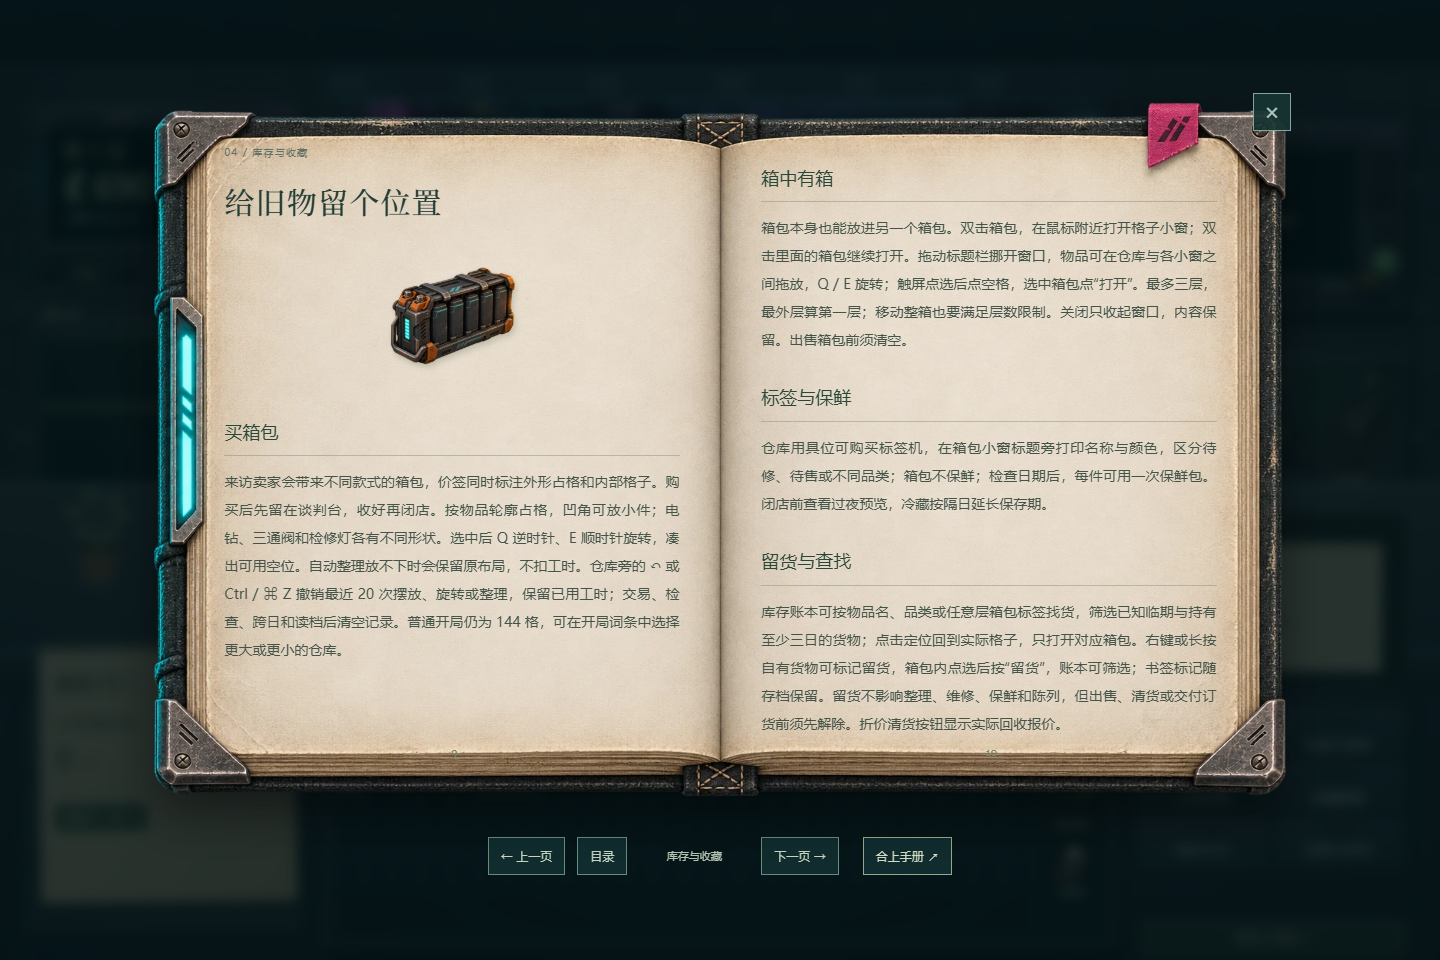 04 / 库存与收藏
给旧物留个位置
买箱包
来访卖家会带来不同款式的箱包，价签同时标注外形占格和内部格子。购
买后先留在谈判台，收好再闭店。按物品轮廓占格，凹角可放小件；电
钻、三通阀和检修灯各有不同形状。选中后 Q 逆时针、E 顺时针旋转，凑
出可用空位。自动整理放不下时会保留原布局，不扣工时。仓库旁的 ↶ 或
Ctrl / ⌘ Z 撤销最近 20 次摆放、旋转或整理，保留已用工时；交易、检
查、跨日和读档后清空记录。普通开局仍为 144 格，可在开局词条中选择
更大或更小的仓库。
箱中有箱
箱包本身也能放进另一个箱包。双击箱包，在鼠标附近打开格子小窗；双
击里面的箱包继续打开。拖动标题栏挪开窗口，物品可在仓库与各小窗之
间拖放，Q / E 旋转；触屏点选后点空格，选中箱包点“打开”。最多三层，
最外层算第一层；移动整箱也要满足层数限制。关闭只收起窗口，内容保
留。出售箱包前须清空。
标签与保鲜
仓库用具位可购买标签机，在箱包小窗标题旁打印名称与颜色，区分待
修、待售或不同品类；箱包不保鲜；检查日期后，每件可用一次保鲜包。
闭店前查看过夜预览，冷藏按隔日延长保存期。
留货与查找
库存账本可按物品名、品类或任意层箱包标签找货，筛选已知临期与持有
至少三日的货物；点击定位回到实际格子，只打开对应箱包。右键或长按
自有货物可标记留货，箱包内点选后按“留货”，账本可筛选；书签标记随
存档保留。留货不影响整理、维修、保鲜和陈列，但出售、清货或交付订
货前须先解除。折价清货按钮显示实际回收报价。
×
← 上一页
目录
库存与收藏
下一页 →
合上手册 ↗